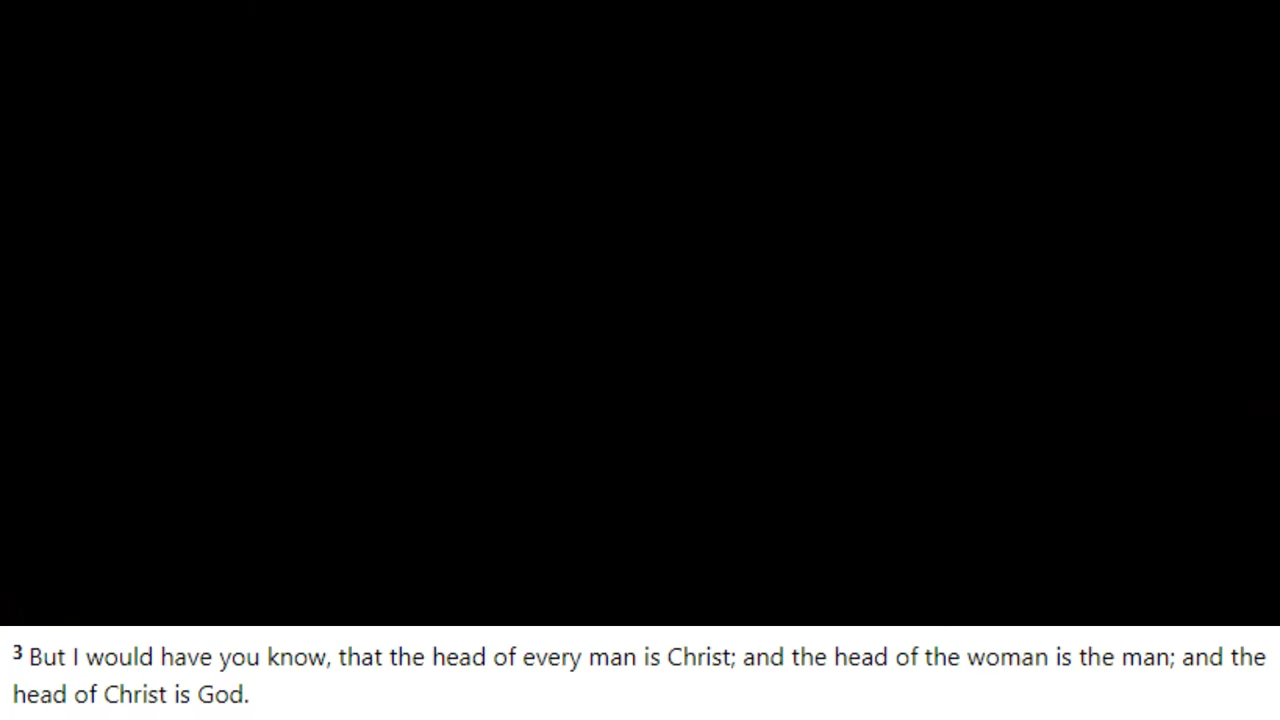 3 But I would have you know, that the head of every man is Christ; and the head of the woman is the man; and the
head of Christ is God.